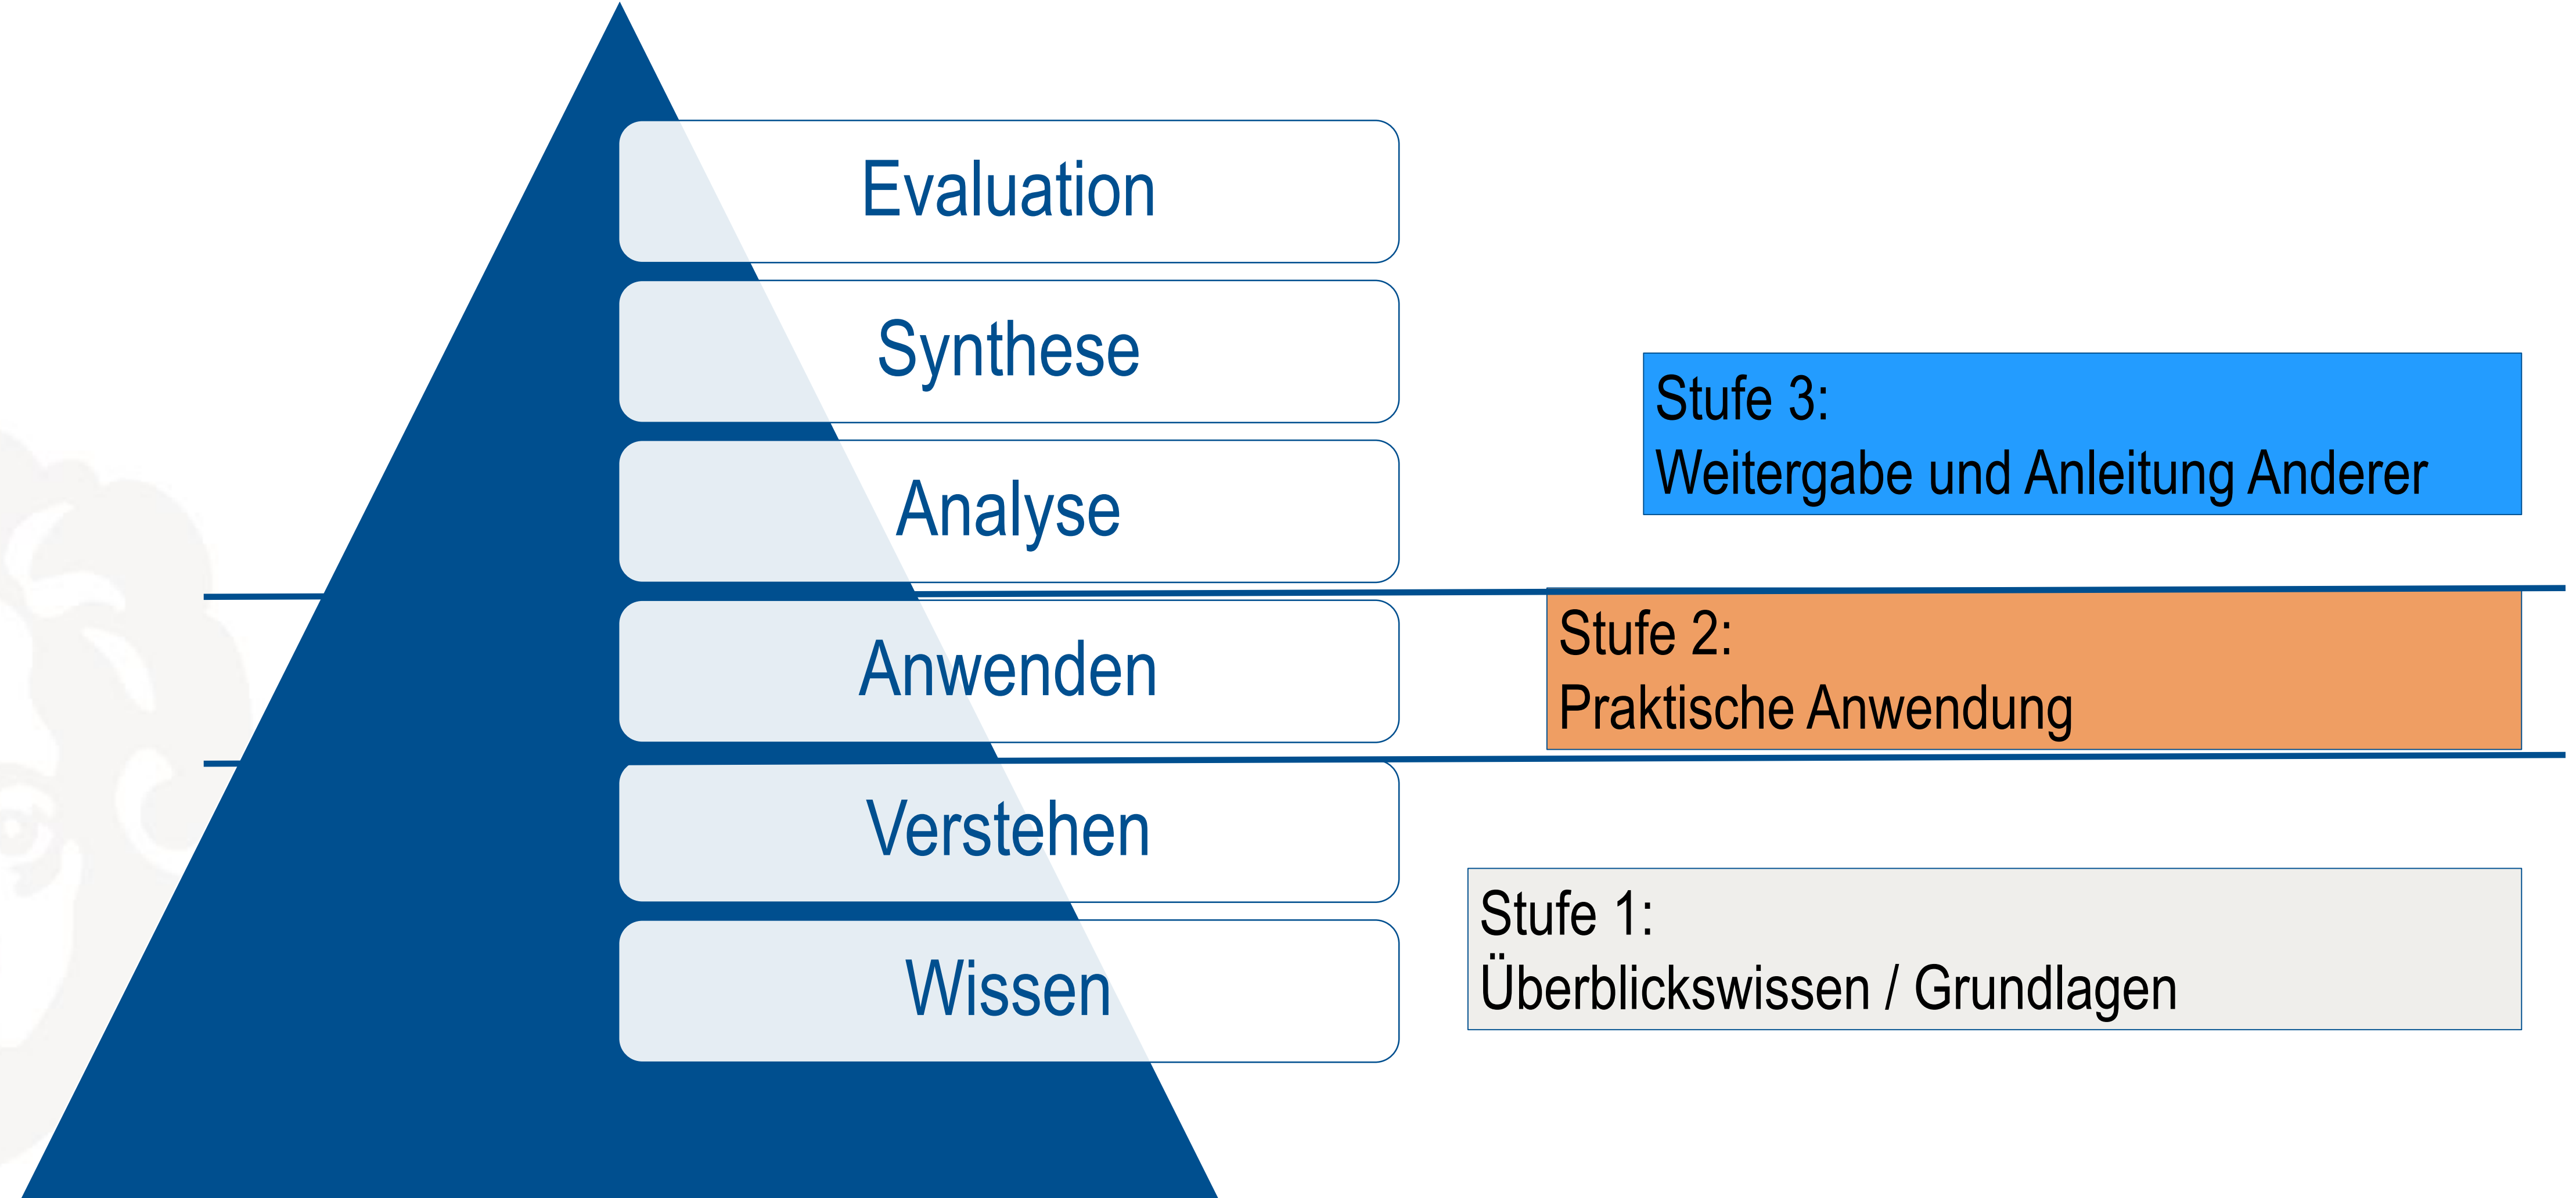 Evaluation
Synthese
Analyse
Anwenden
Verstehen
Wissen
Stufe 3:
Weitergabe und Anleitung Anderer
Stufe 2:
Praktische Anwendung
Stufe 1:
Überblickswissen / Grundlagen